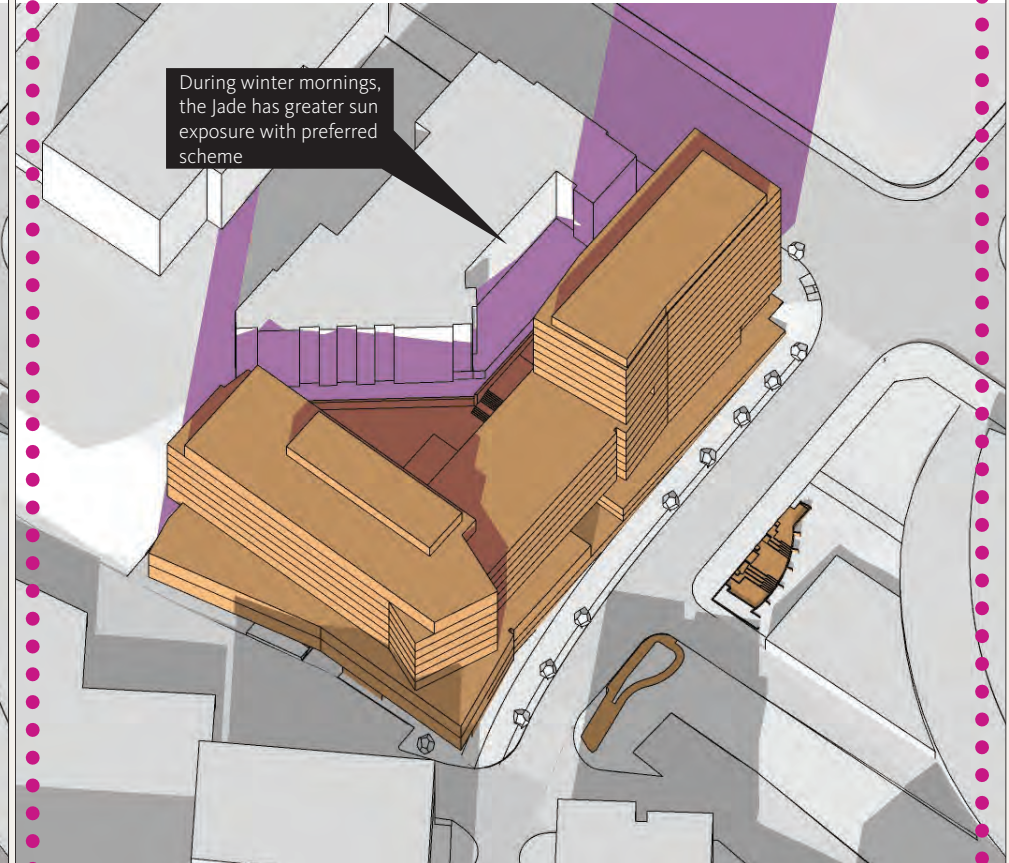 During winter mornings,
the Jade has greater sun
exposure with preferred
scheme